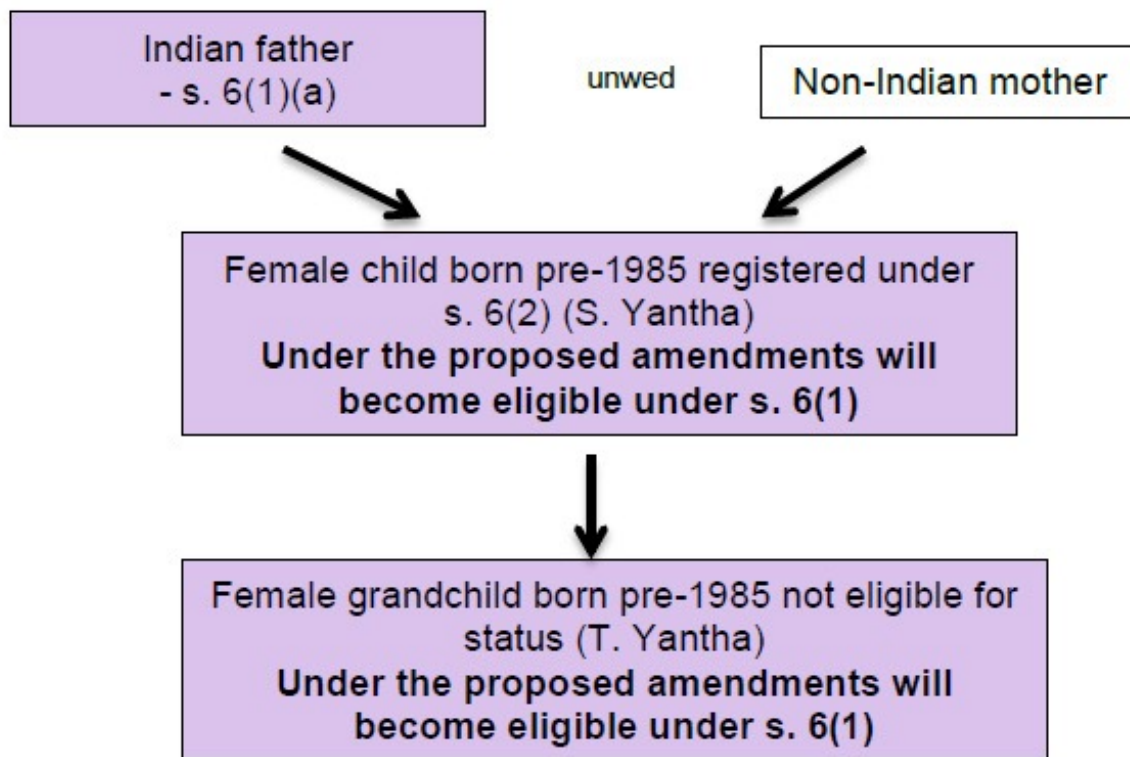 Indian father
- s. 6(1)(a)
unwed
Non-Indian mother
Female child born pre-1985 registered under
s. 6(2) (S. Yantha)
Under the proposed amendments will
become eligible under s. 6(1)
Female grandchild born pre-1985 not eligible for
status (T. Yantha)
Under the proposed amendments will
become eligible under s. 6(1)